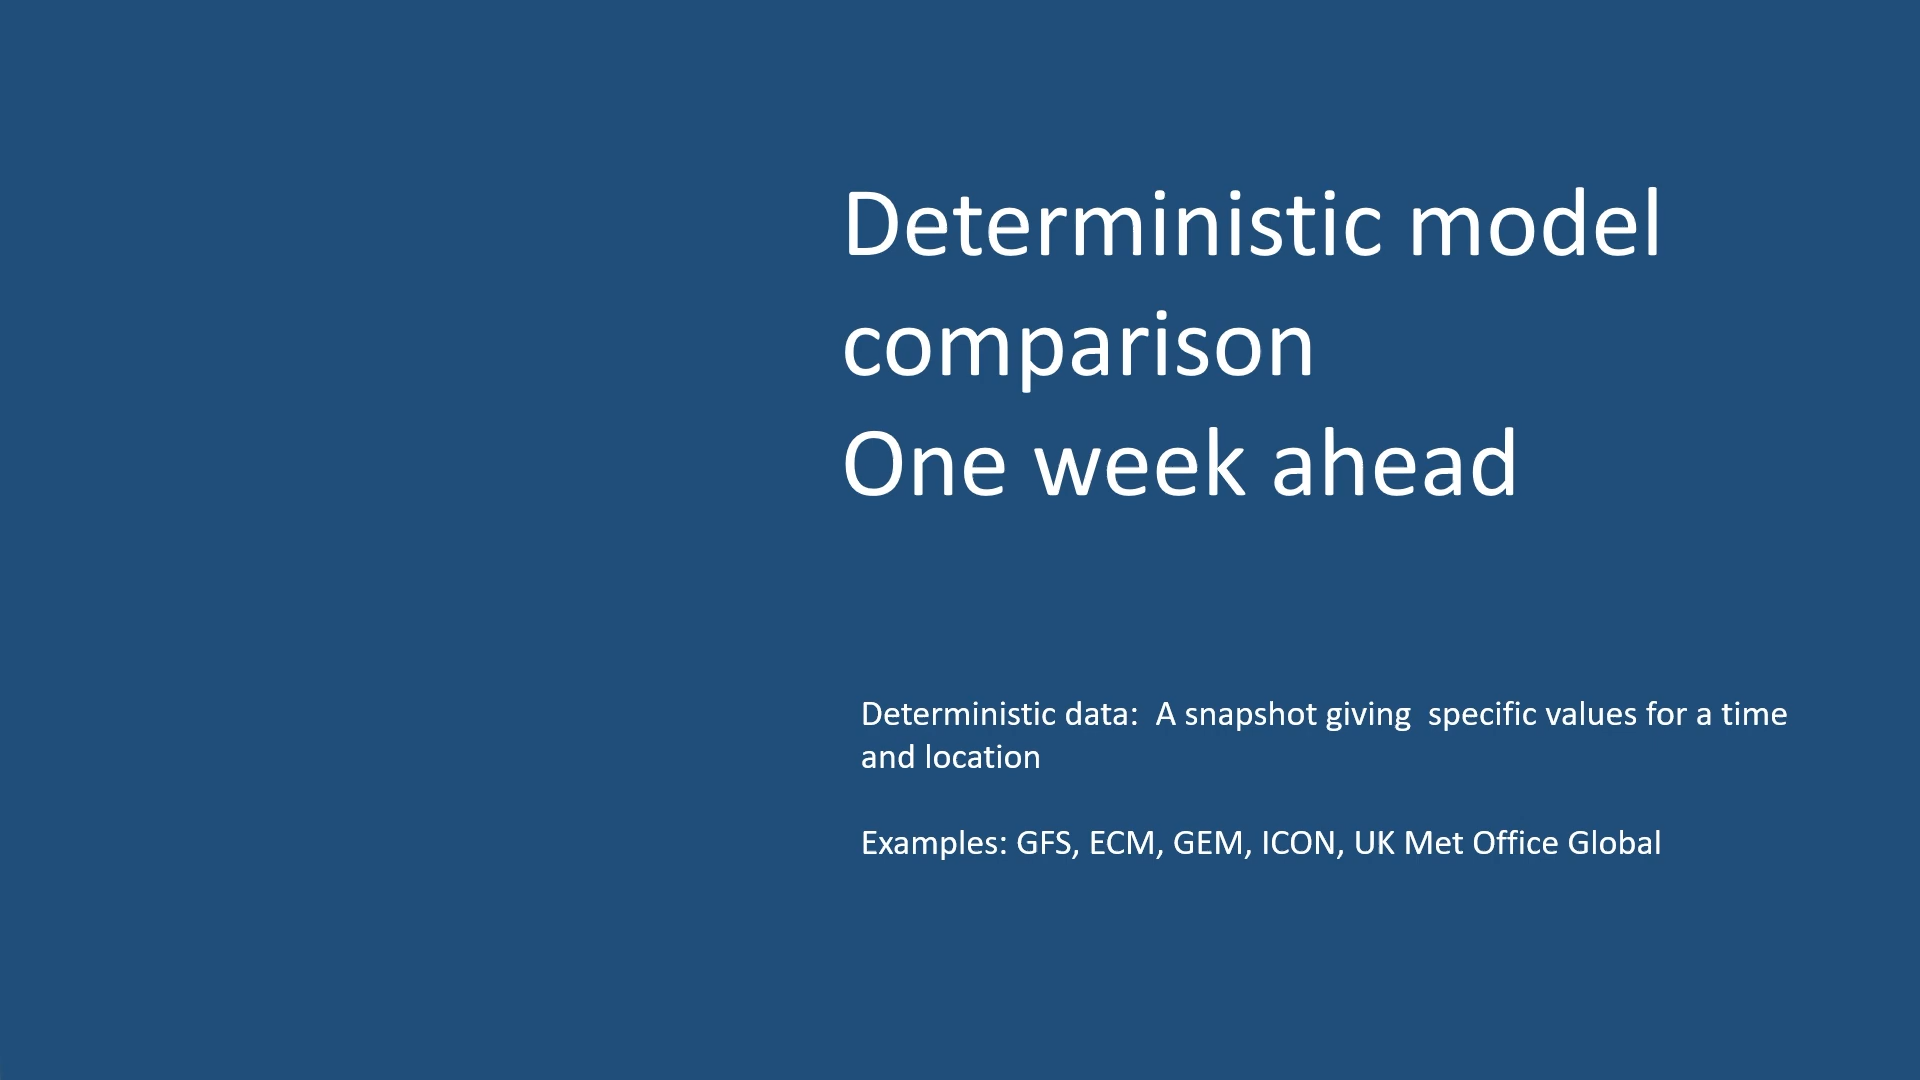 Deterministic model
comparison
One week ahead
Deterministic data:  A snapshot giving  specific values for a time
and location
Examples: GFS, ECM, GEM, ICON, UK Met Office Global